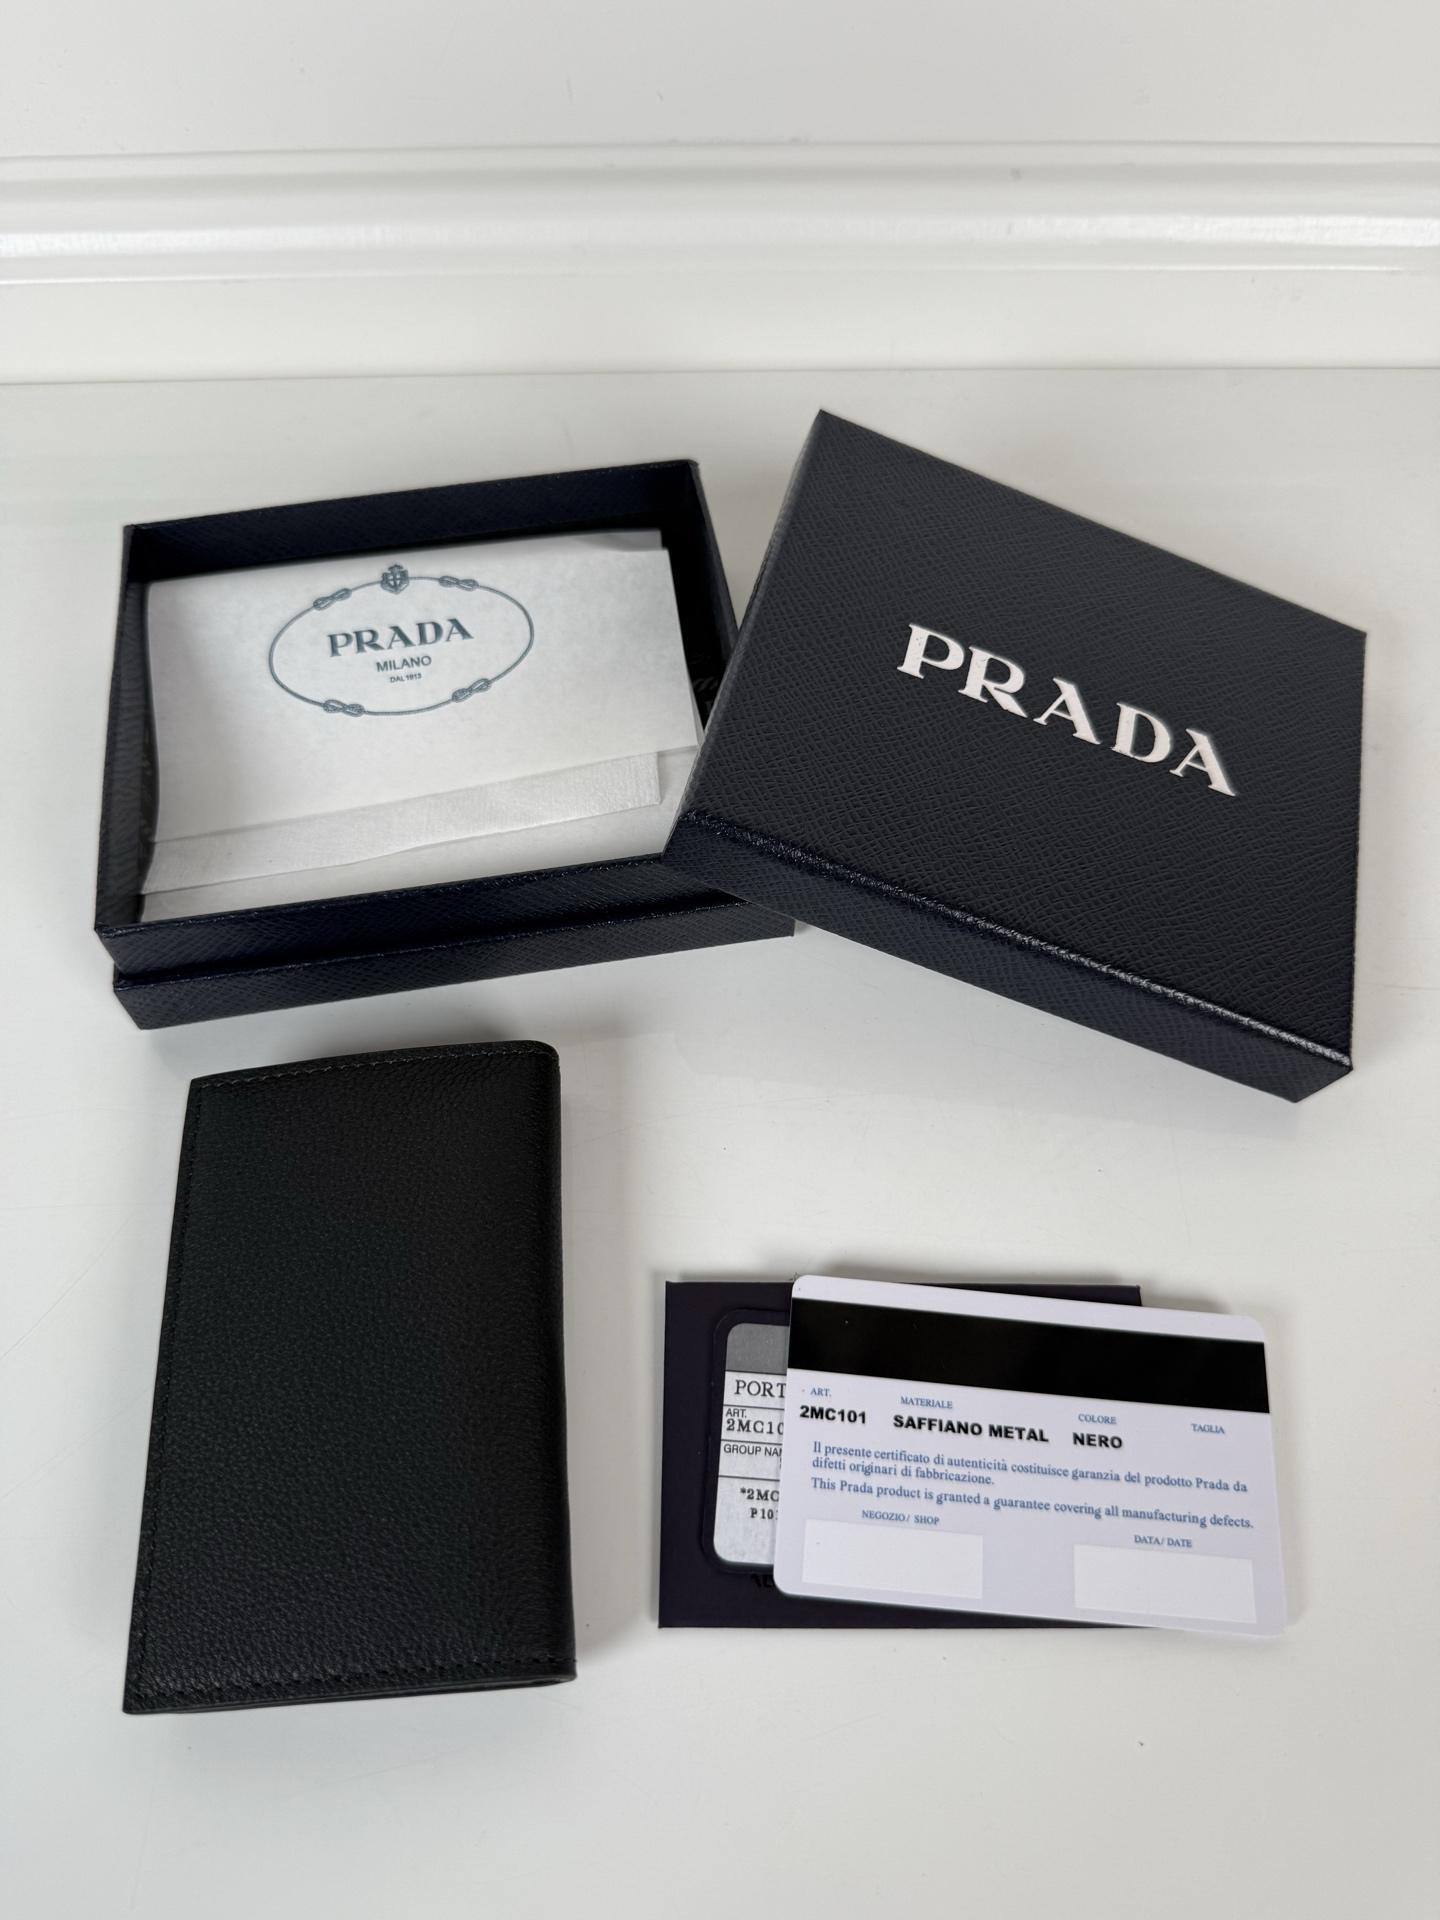 PRADA
MILANO
DAL 1913
PRADA
PORT
ART.
2MC10
GROUP NAM
*2MC
P101
ART.
MATERIALE
COLORE
TAGLIA
2MC101
SAFFIANO METAL
NERO
Il presente certificato di autenticità costituisce garanzia del prodotto Prada da
difetti originari di fabbricazione.
This Prada product is granted a guarantee covering all manufacturing defects.
NEGOZIO/ SHOP
DATA/ DATE